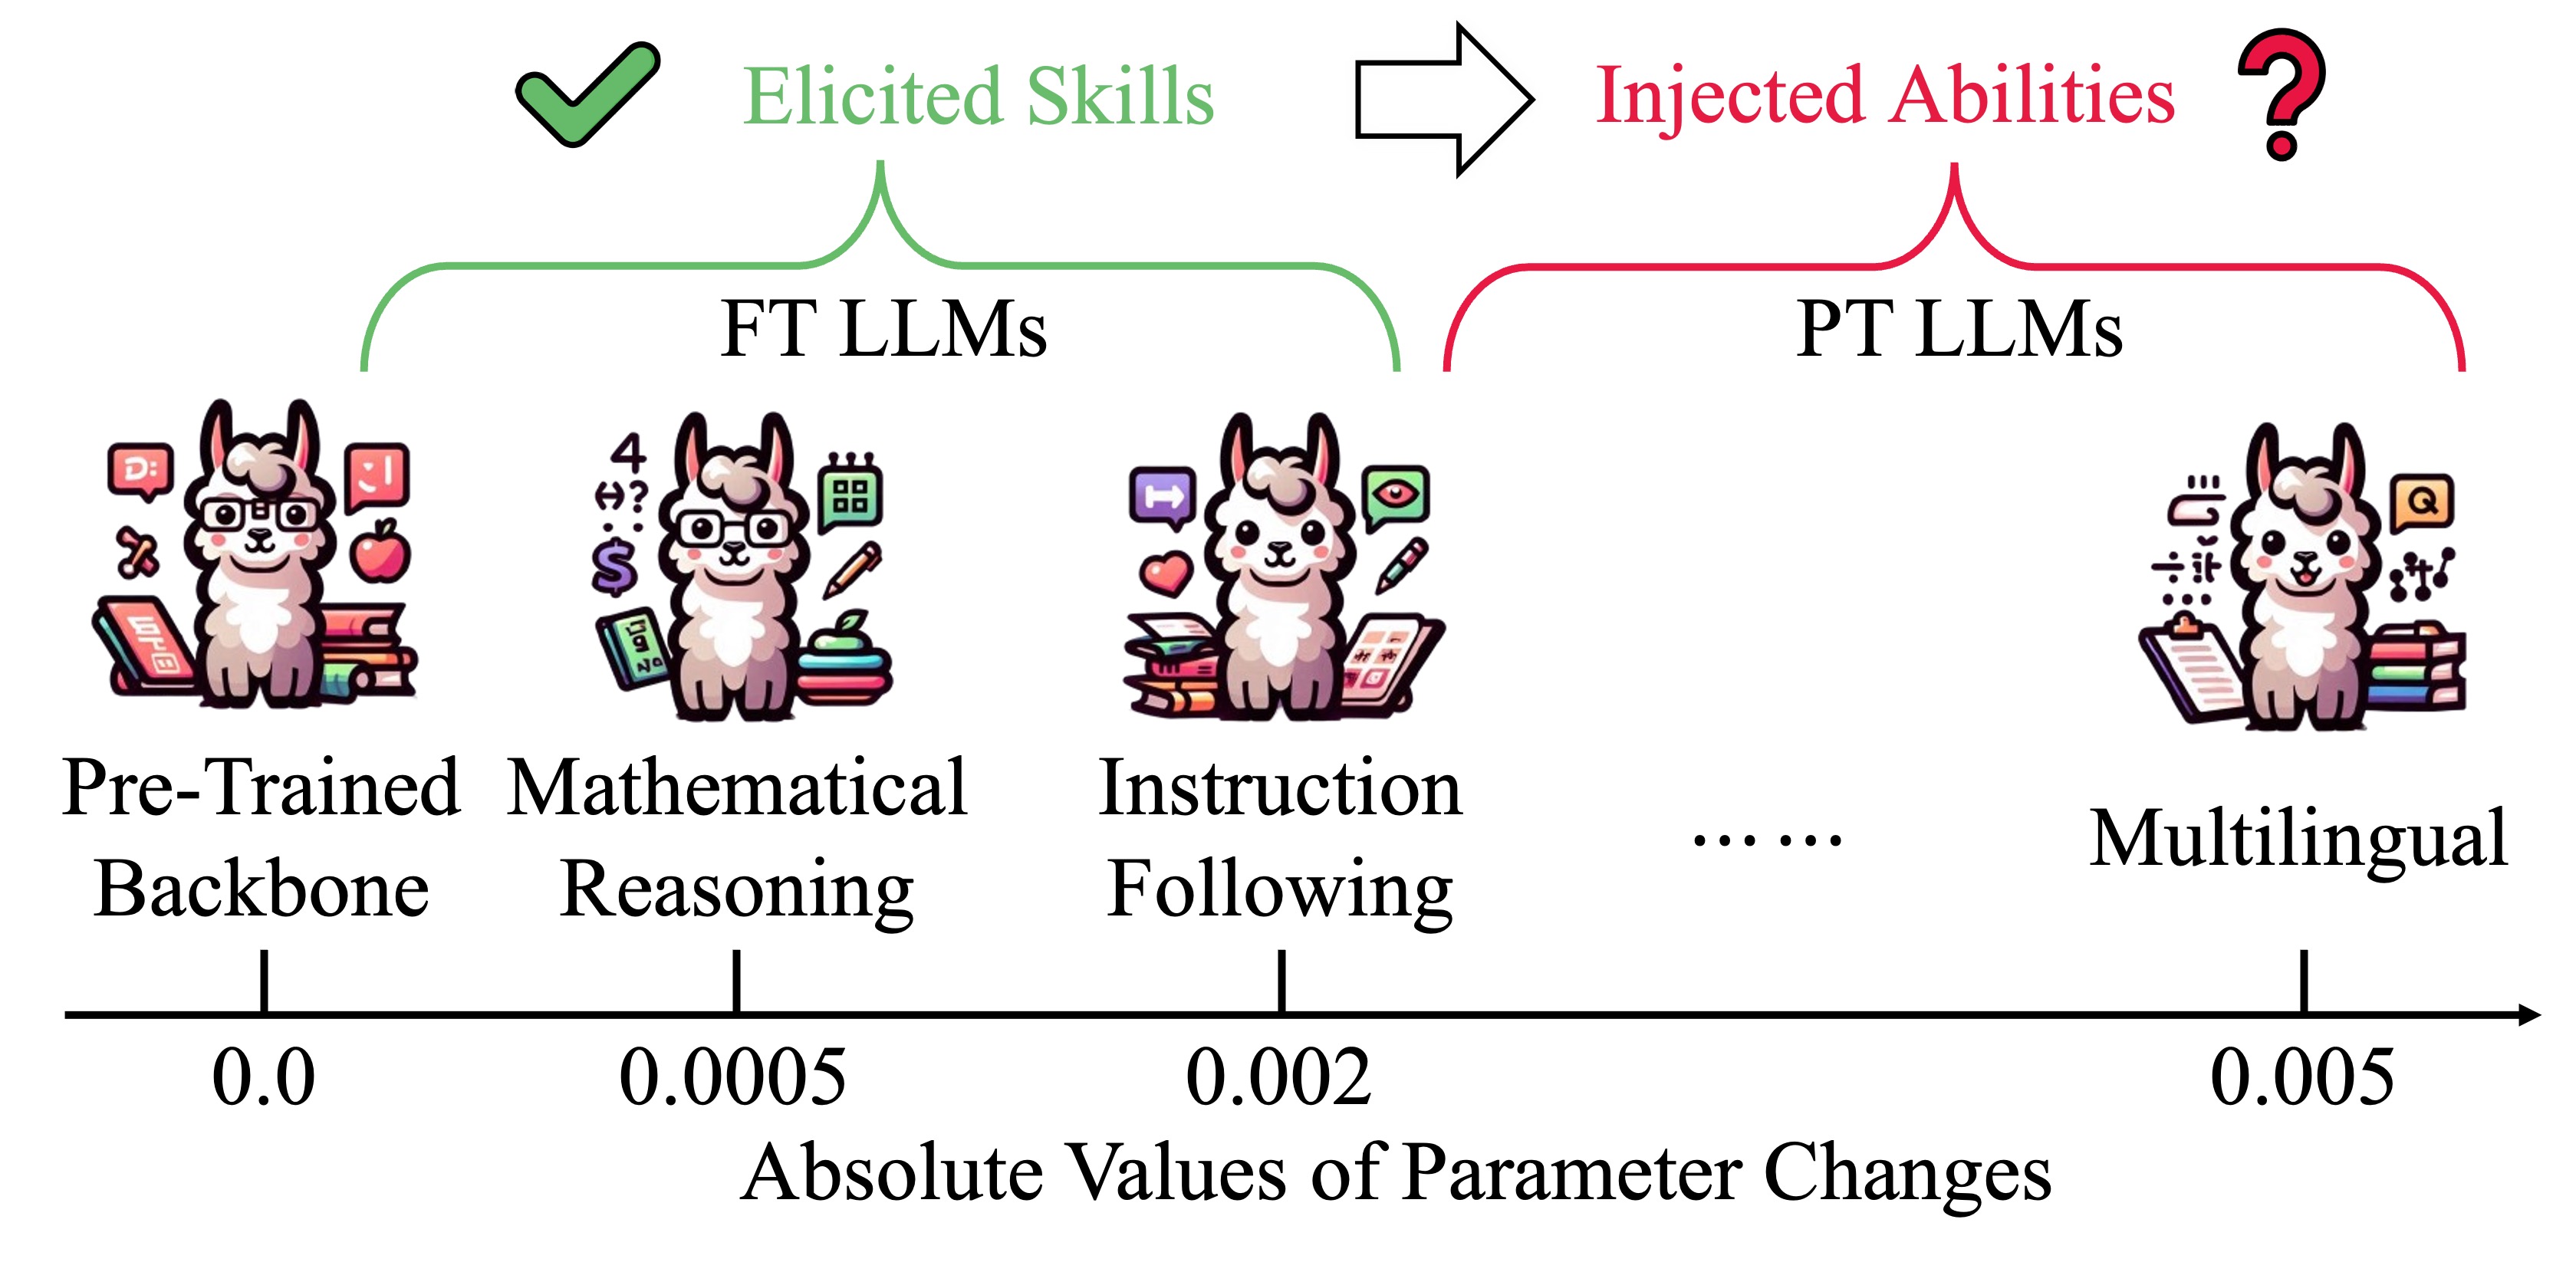 Elicited Skills
Injected Abilities ?
FT LLMs
PT LLMs
D:
4
?
$
g
Q
Pre-Trained
Backbone
Mathematical
Reasoning
Instruction
Following
... ...
Multilingual
0.0
0.0005
0.002
0.005
Absolute Values of Parameter Changes